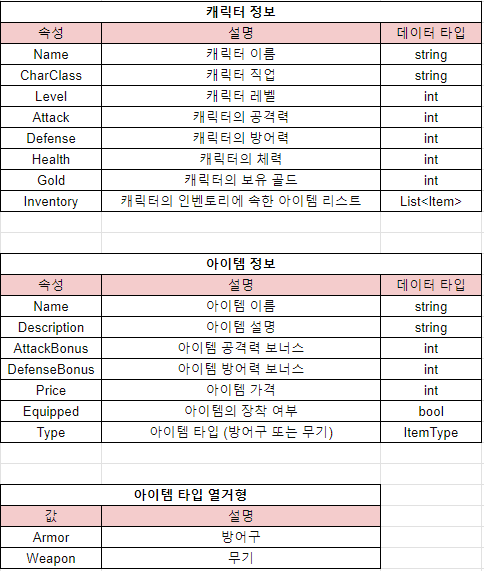 캐릭터 정보
속성 설명 데이터 타입
Name 캐릭터 이름 string
CharClass 캐릭터 직업 string
Level 캐릭터 레벨 int
Attack 캐릭터의 공격력 int
Defense 캐릭터의 방어력 int
Health 캐릭터의 체력 int
Gold 캐릭터의 보유 골드 int
Inventory 캐릭터의 인벤토리에 속한 아이템 리스트 List<Item>
아이템 정보
속성 설명 데이터 타입
Name 아이템 이름 string
Description 아이템 설명 string
AttackBonus 아이템 공격력 보너스 int
DefenseBonus 아이템 방어력 보너스 int
Price 아이템 가격 int
Equipped 아이템의 장착 여부 bool
Type 아이템 타입 (방어구 또는 무기) ItemType
아이템 타입 열거형
값 설명
Armor 방어구
Weapon 무기